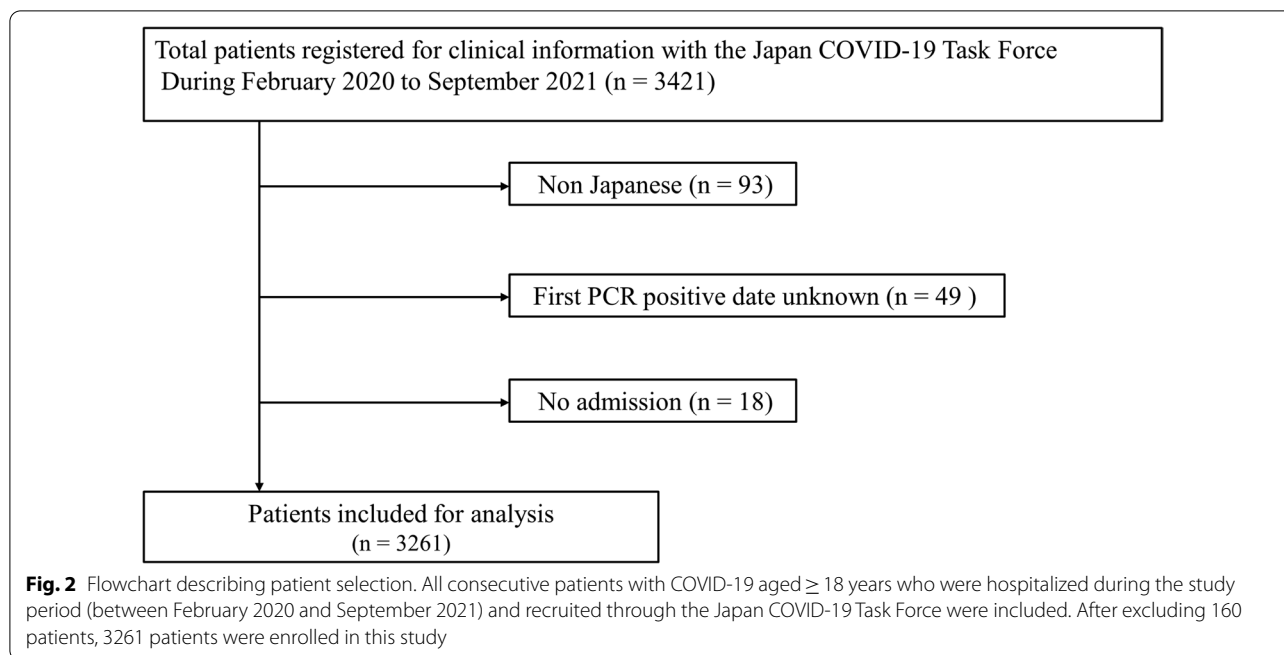 Total patients registered for clinical information with the Japan COVID-19 Task Force
During February 2020 to September 2021 (n = 3421)
Non Japanese (n = 93)
First PCR positive date unknown (n = 49 )
No admission (n = 18)
Patients included for analysis
(n = 3261)
Fig. 2 Flowchart describing patient selection. All consecutive patients with COVID-19 aged ≥ 18 years who were hospitalized during the study
period (between February 2020 and September 2021) and recruited through the Japan COVID-19 Task Force were included. After excluding 160
patients, 3261 patients were enrolled in this study